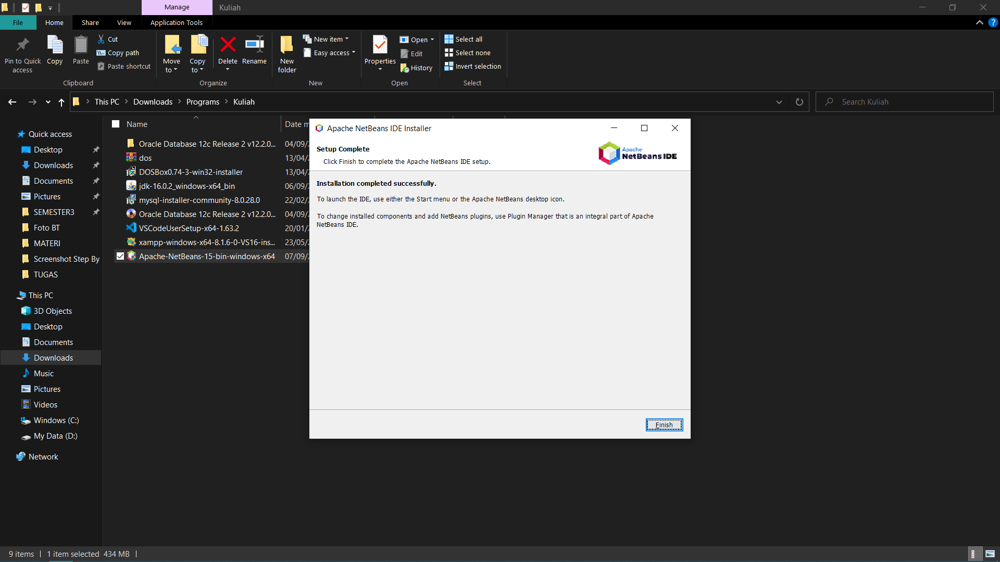 Manage
Kuliah
File
Home
Share
View
Application Tools
Pin to Quick
access
Copy
Paste
Cut
Copy path
Paste shortcut
Clipboard
Move
to
Copy
to
Delete
Rename
Organize
New
folder
New item
Easy access
New
Properties
Open
Edit
History
Open
Select all
Select none
Invert selection
Select
This PC
Downloads
Programs
Kuliah
Search Kuliah
Quick access
Desktop
Downloads
Documents
Pictures
SEMESTER3
Foto BT
MATERI
Screenshot Step By
TUGAS
This PC
3D Objects
Desktop
Documents
Downloads
Music
Pictures
Videos
Windows (C:)
My Data (D:)
Network
Name
Date m
Oracle Database 12c Release 2 v12.2.0... 04/09/
dos 13/04/
DOSBox0.74-3-win32-installer 13/04/
jdk-16.0.2_windows-x64_bin 06/09/
mysql-installer-community-8.0.28.0 22/02/
Oracle Database 12c Release 2 v12.2.0... 04/09/
VSCodeUserSetup-x64-1.63.2 20/01/
xampp-windows-x64-8.1.6-0-VS16-ins... 23/05/
Apache-NetBeans-15-bin-windows-x64 07/09/
Apache NetBeans IDE Installer
Setup Complete
Click Finish to complete the Apache NetBeans IDE setup.
Apache
NetBeans IDE
Installation completed successfully.
To launch the IDE, use either the Start menu or the Apache NetBeans desktop icon.
To change installed components and add NetBeans plugins, use Plugin Manager that is an integral part of Apache
NetBeans IDE.
Finish
9 items
1 item selected 434 MB